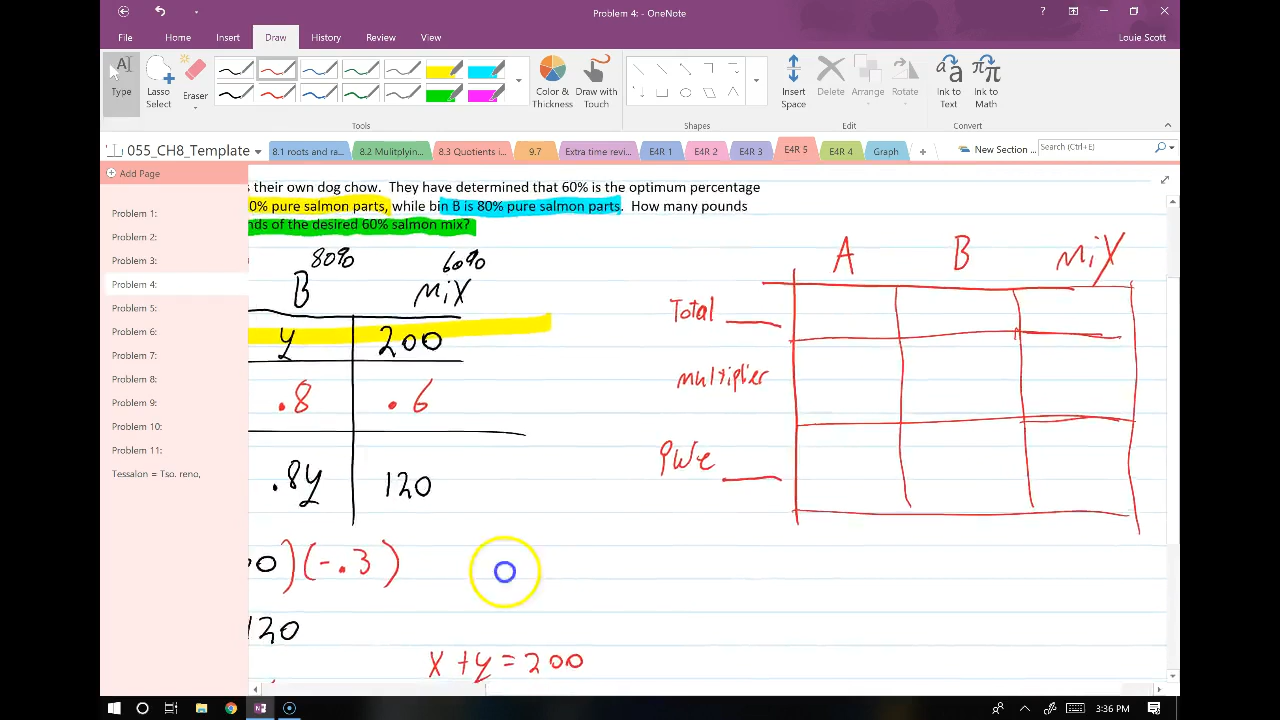 Problem 4: - OneNote
? Louie Scott
File Home Insert Draw History Review View
Type Lasso Select Eraser Color & Thickness Draw with Touch Insert Space Delete Arrange Rotate Ink to Text Ink to Math
Tools Shapes Edit Convert
055_CH8_Template 8.1 roots and ra... 8.2 Mulitplying... 8.3 Quotients i... 9.7 Extra time revi... E4R 1 E4R 2 E4R 3 E4R 5 E4R 4 Graph + New Section... Search (Ctrl+E)
Add Page
Problem 1:
Problem 2:
Problem 3:
Problem 4:
Problem 5:
Problem 6:
Problem 7:
Problem 8:
Problem 9:
Problem 10:
Problem 11:
Tessalon = Tso. reno,
s their own dog chow. They have determined that 60% is the optimum percentage
0% pure salmon parts, while bin B is 80% pure salmon parts. How many pounds
nds of the desired 60% salmon mix?
80% 60%
B MiX
y 200
.8 .6
.8y 120
00)(-.3)
120
x + y = 200
A B MiX
Total
multiplier
Pure
3:36 PM